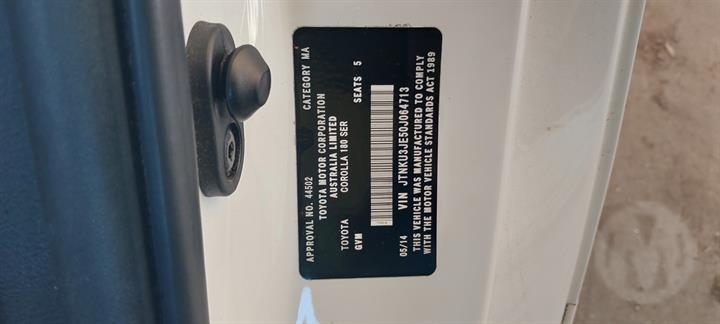 APPROVAL NO. 44502 CATEGORY MA
TOYOTA MOTOR CORPORATION
AUSTRALIA LIMITED
TOYOTA COROLLA 180 SER
GVM SEATS 5
05/14 VIN JTNKU3JE50J064713
THIS VEHICLE WAS MANUFACTURED TO COMPLY
WITH THE MOTOR VEHICLE STANDARDS ACT 1989